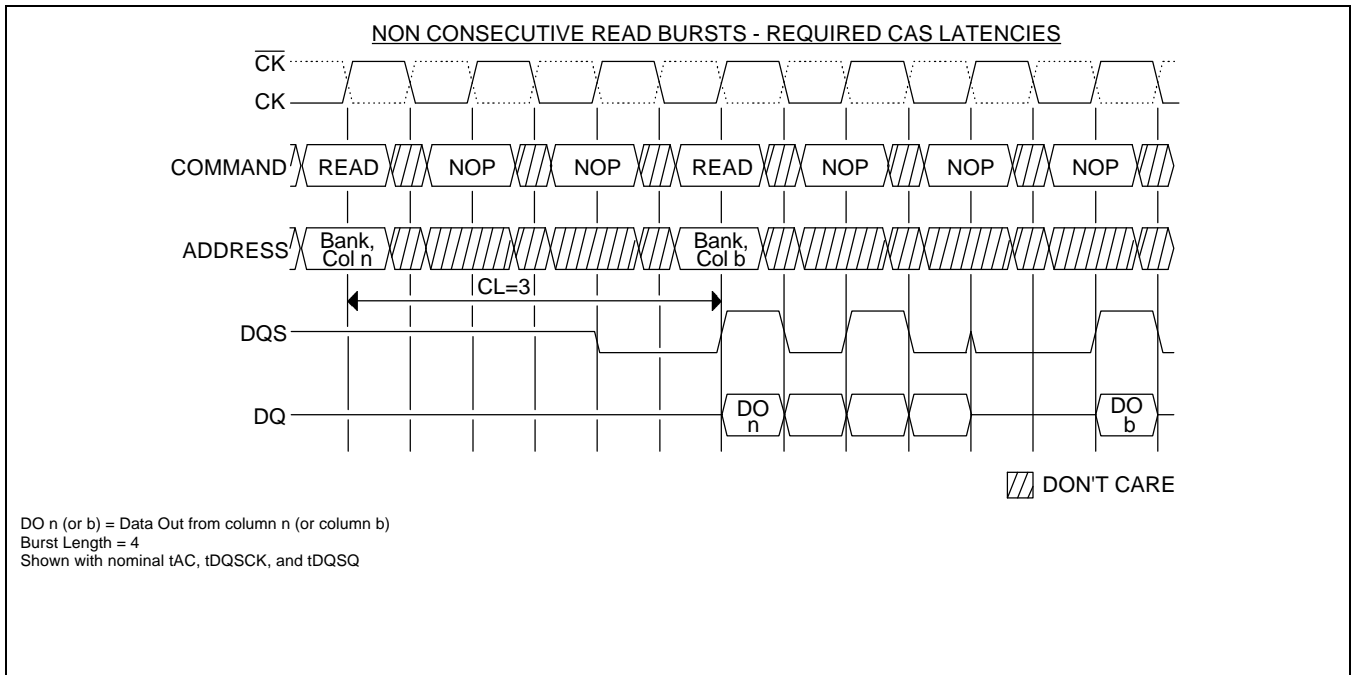 NON CONSECUTIVE READ BURSTS - REQUIRED CAS LATENCIES
CK
CK
COMMAND READ NOP NOP READ NOP NOP NOP
ADDRESS Bank, Col n Bank, Col b
CL=3
DQS
DQ DO n DO b
DON'T CARE
DO n (or b) = Data Out from column n (or column b)
Burst Length = 4
Shown with nominal tAC, tDQSCK, and tDQSQ